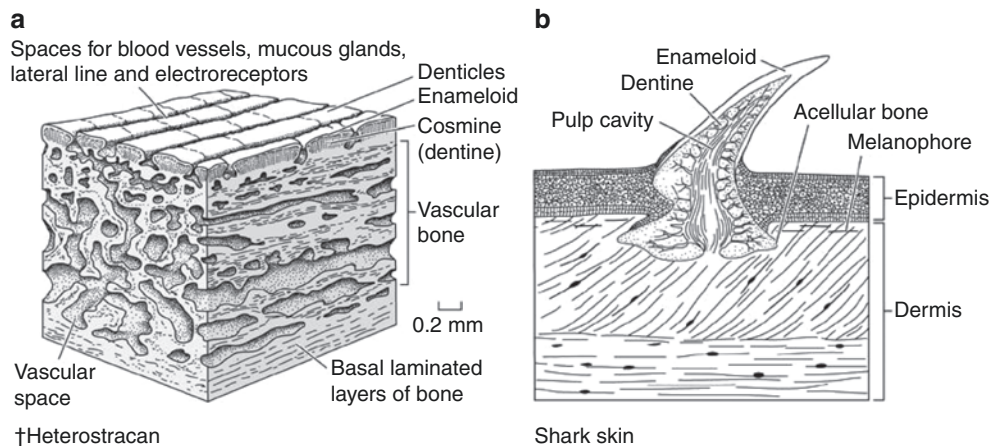 a
Spaces for blood vessels, mucous glands,
lateral line and electroreceptors
Denticles
Enameloid
Cosmine
(dentine)
Vascular
bone
0.2 mm
Vascular
space
Basal laminated
layers of bone
†Heterostracan
b
Enameloid
Dentine
Pulp cavity
Acellular bone
Melanophore
Epidermis
Dermis
Shark skin